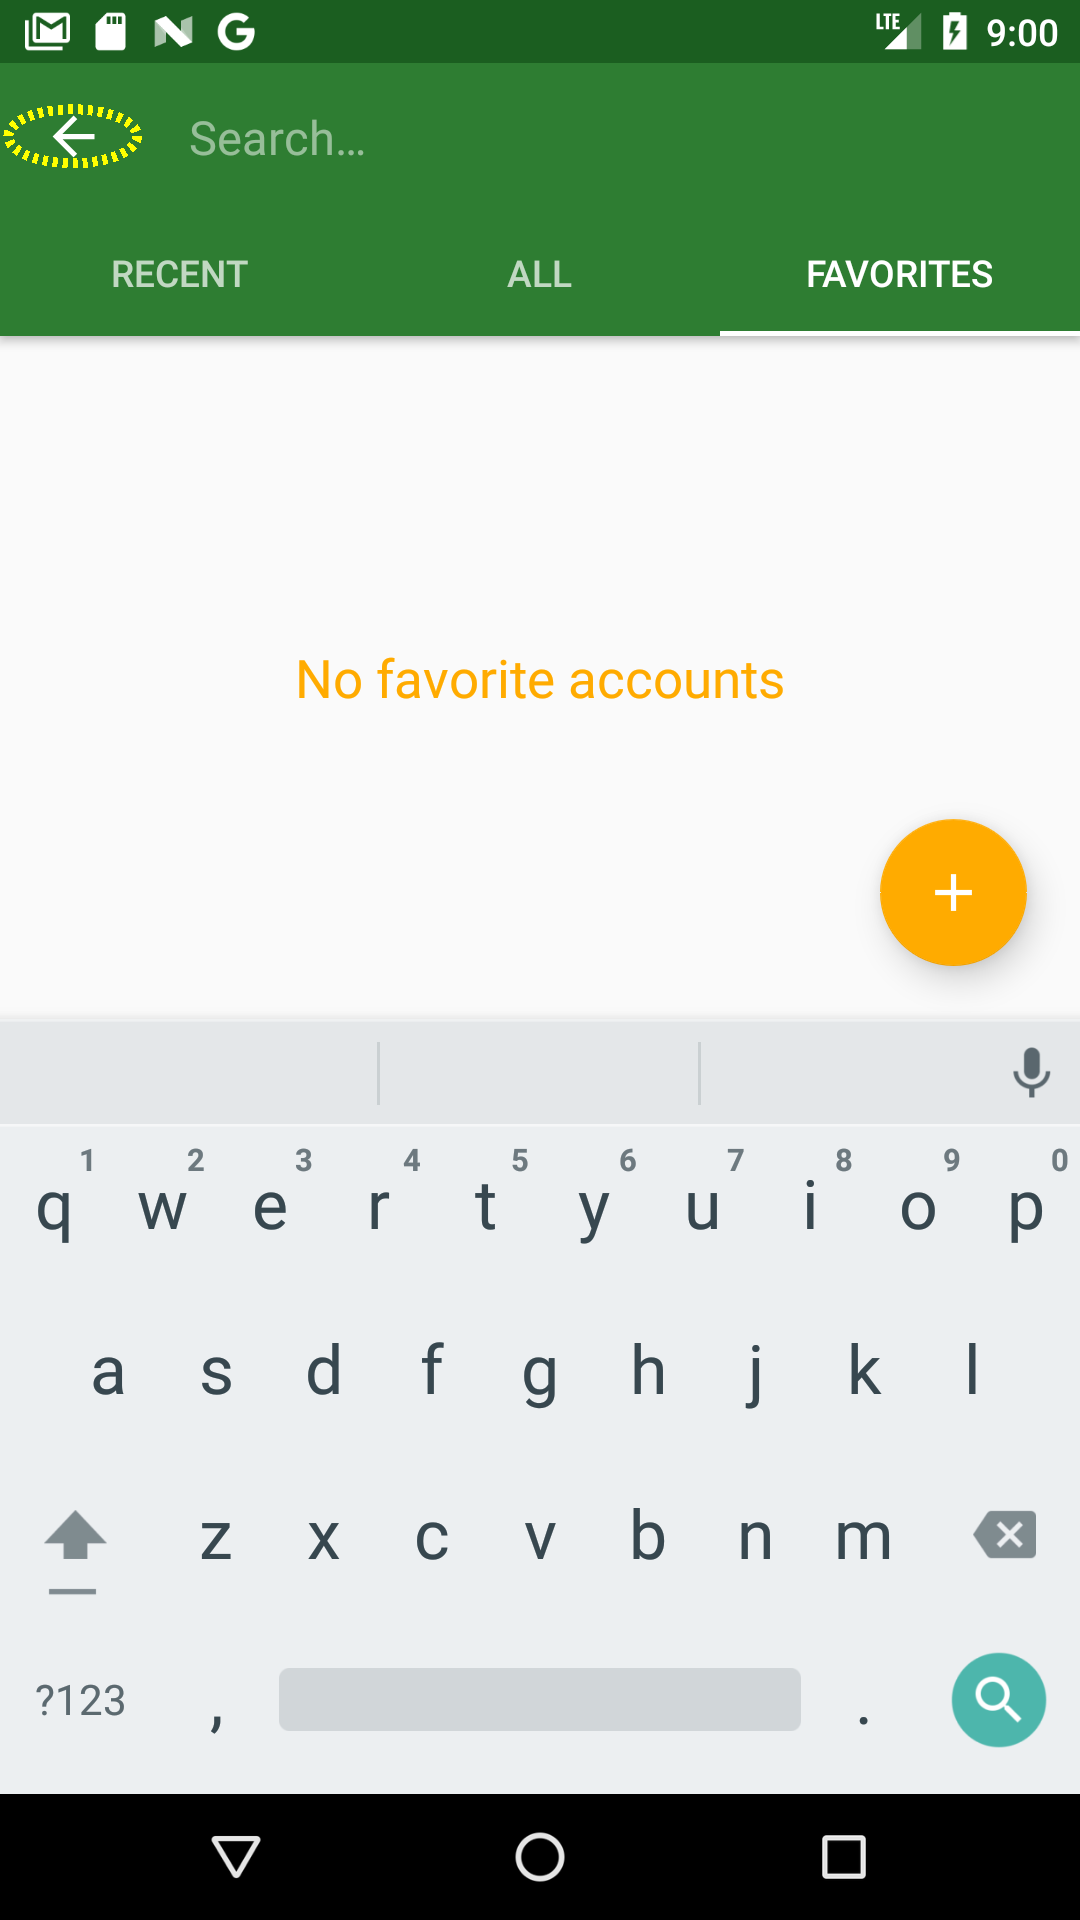 LTE 9:00
Search...
RECENT ALL FAVORITES
No favorite accounts
1 2 3 4 5 6 7 8 9 0
q w e r t y u i o p
a s d f g h j k l
z x c v b n m
?123 , .